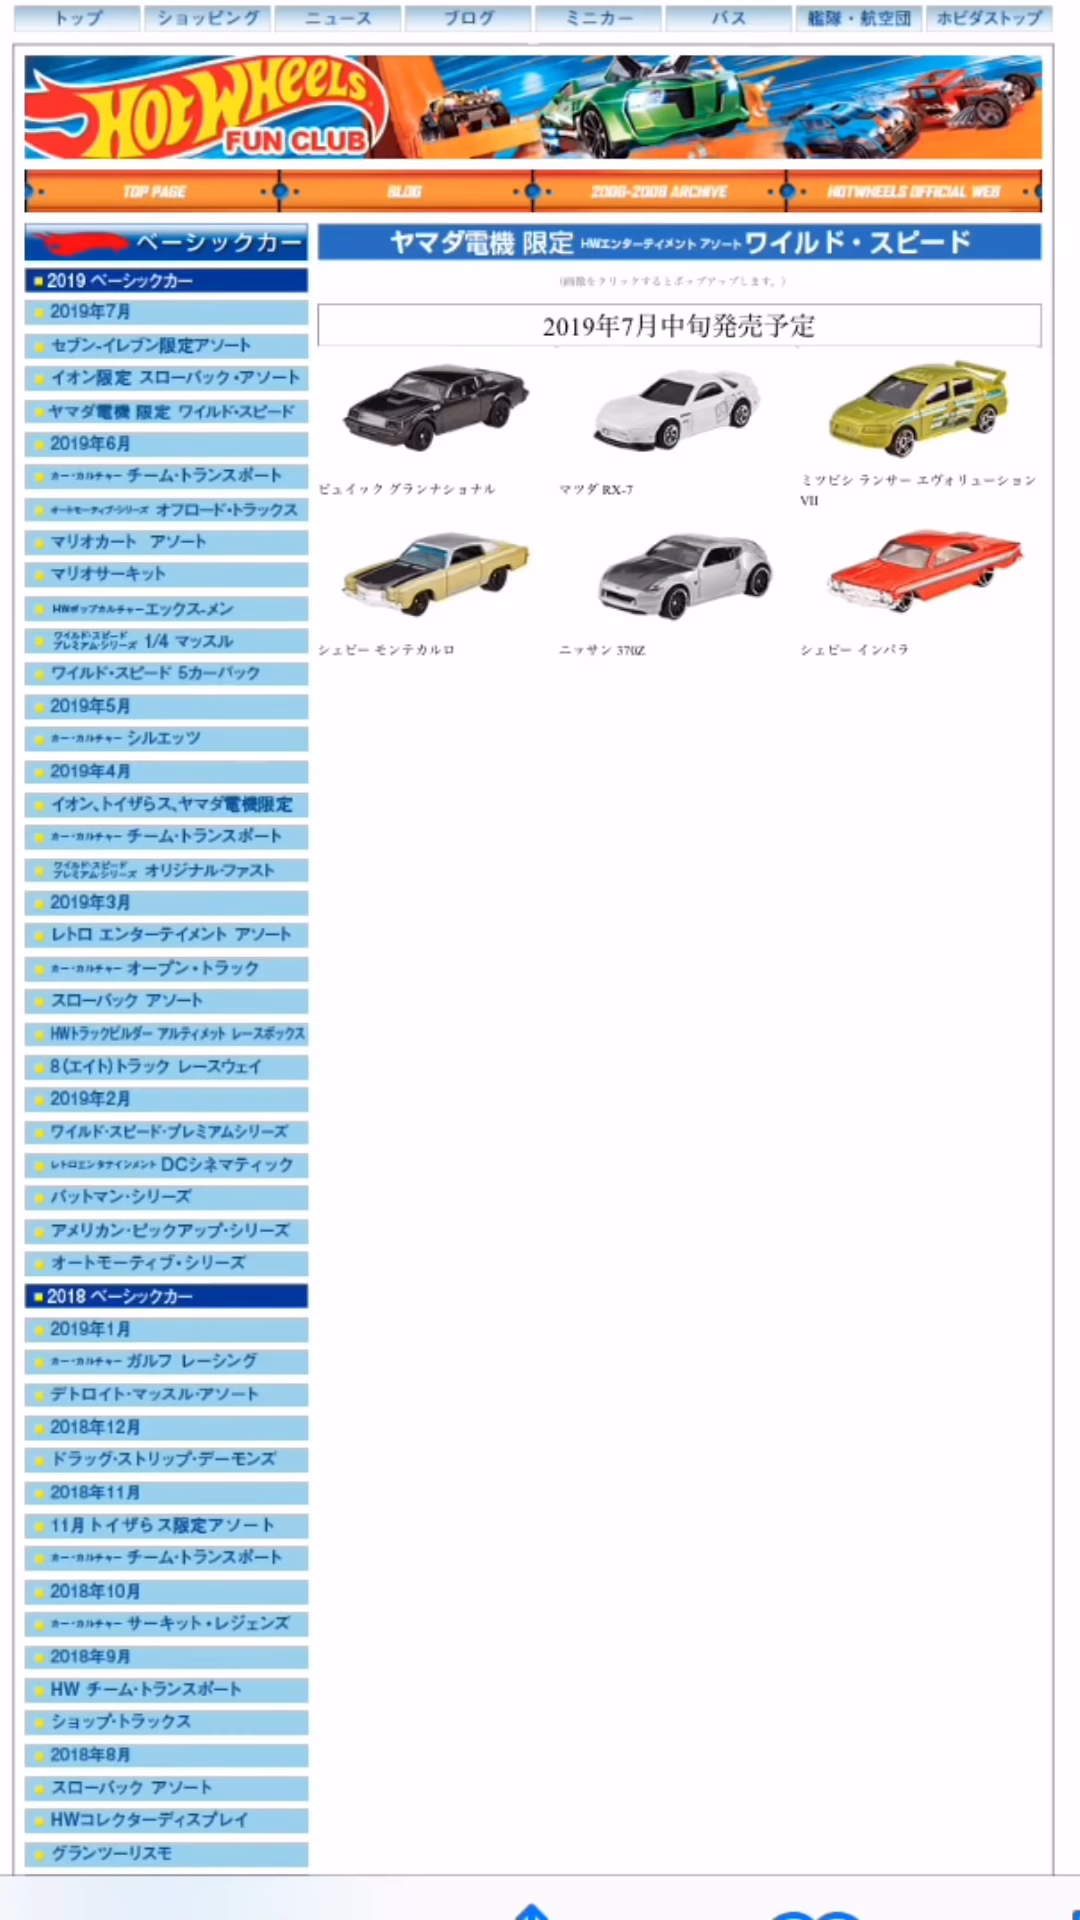 トップ
ショッピング
ニュース
ブログ
ミニカー
バス
艦隊・航空団
ホビダストップ
HOT WHEELS
FUN CLUB
TOP PAGE
BLOG
2006-2008 ARCHIVE
HOTWHEELS OFFICIAL WEB
ベーシックカー
2019 ベーシックカー
2019年7月
セブン-イレブン限定アソート
イオン限定 スローバック・アソート
ヤマダ電機 限定 ワイルド・スピード
2019年6月
カー・カルチャー チーム・トランスポート
オートモーティブ・シリーズ オフロード・トラックス
マリオカート アソート
マリオサーキット
HWポップカルチャーエックス-メン
ワイルド・スピード プレミアムシリーズ 1/4 マッスル
ワイルド・スピード 5カーパック
2019年5月
カー・カルチャー シルエッツ
2019年4月
イオン、トイザらス、ヤマダ電機限定
カー・カルチャー チーム・トランスポート
ワイルド・スピード プレミアムシリーズ オリジナル・ファスト
2019年3月
レトロ エンターテイメント アソート
カー・カルチャー オープン・トラック
スローバック アソート
HWトラックビルダー アルティメット レースボックス
8(エイト)トラック レースウェイ
2019年2月
ワイルド・スピード・プレミアムシリーズ
レトロエンタテインメント DCシネマティック
バットマン・シリーズ
アメリカン・ピックアップ・シリーズ
オートモーティブ・シリーズ
2018 ベーシックカー
2019年1月
カー・カルチャー ガルフ レーシング
デトロイト・マッスル・アソート
2018年12月
ドラッグ・ストリップ・デーモンズ
2018年11月
11月トイザらス限定アソート
カー・カルチャー チーム・トランスポート
2018年10月
カー・カルチャー サーキット・レジェンズ
2018年9月
HW チーム・トランスポート
ショップ・トラックス
2018年8月
スローバック アソート
HWコレクターディスプレイ
グランツーリスモ
ヤマダ電機 限定 HWエンターテイメント アソート ワイルド・スピード
(画像をクリックするとポップアップします。)
2019年7月中旬発売予定
ビュイック グランナショナル
マツダ RX-7
ミツビシ ランサー エヴォリューション
VII
シェビー モンテカルロ
ニッサン 370Z
シェビー インパラ